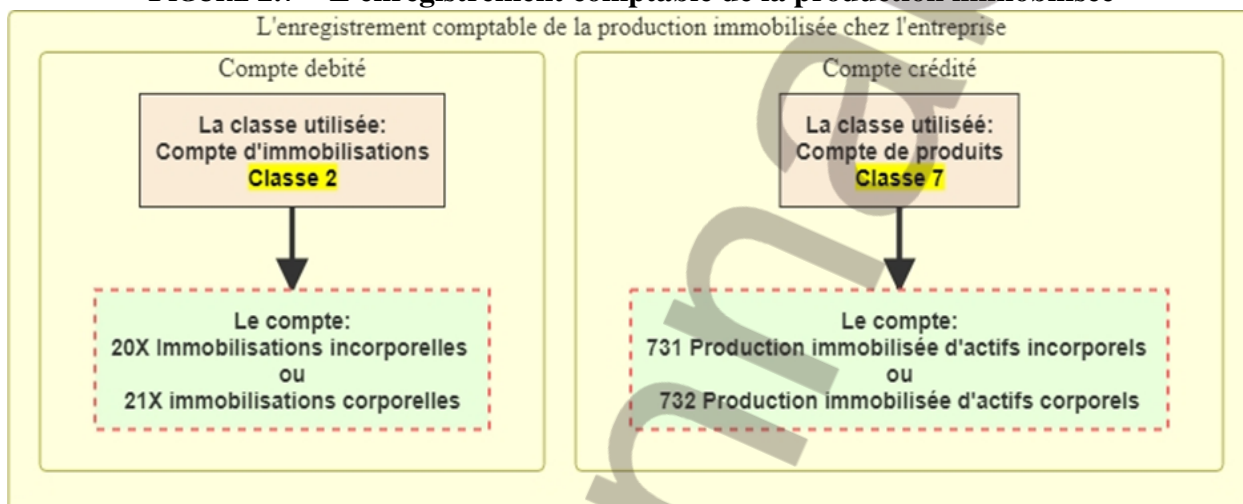 L'enregistrement comptable de la production immobilisée chez l'entreprise
Compte debité
La classe utilisée:
Compte d'immobilisations
Classe 2
Le compte:
20X Immobilisations incorporelles
ou
21X immobilisations corporelles
Compte crédité
La classe utiliséé:
Compte de produits
Classe 7
Le compte:
731 Production immobilisée d'actifs incorporels
ou
732 Production immobilisée d'actifs corporels